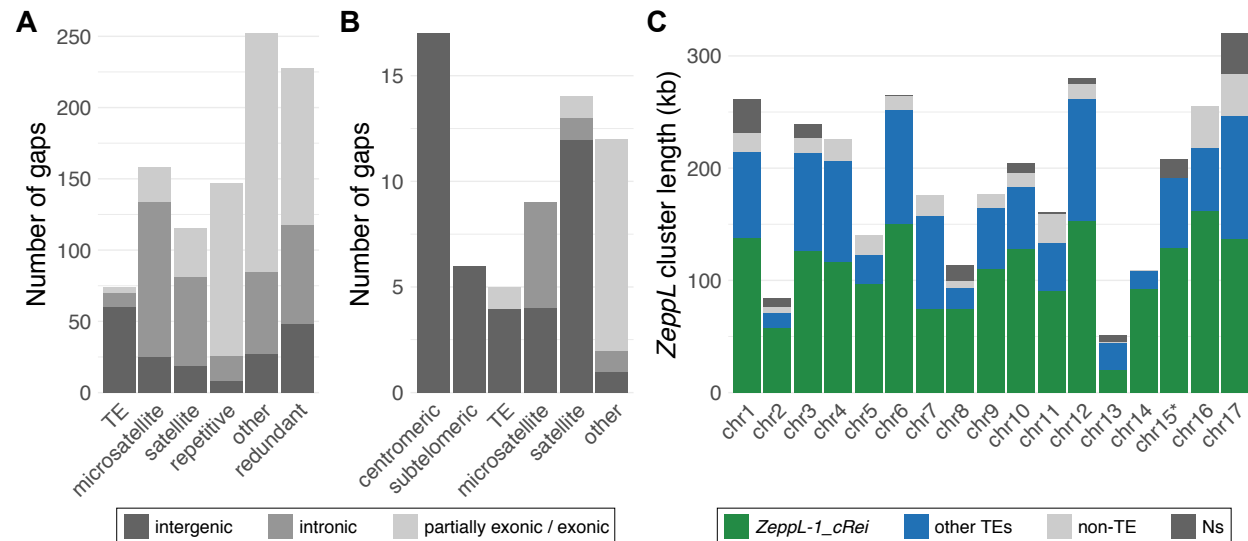 A
Number of gaps
250
200
150
100
50
0
TE
microsatellite
satellite
repetitive
other
redundant
B
Number of gaps
15
10
5
0
centromeric
subtelomeric
TE
microsatellite
satellite
other
intergenic
intronic
partially exonic / exonic
C
ZeppL cluster length (kb)
300
200
100
0
chr1
chr2
chr3
chr4
chr5
chr6
chr7
chr8
chr9
chr10
chr11
chr12
chr13
chr14
chr15*
chr16
chr17
ZeppL-1_cRei
other TEs
non-TE
Ns